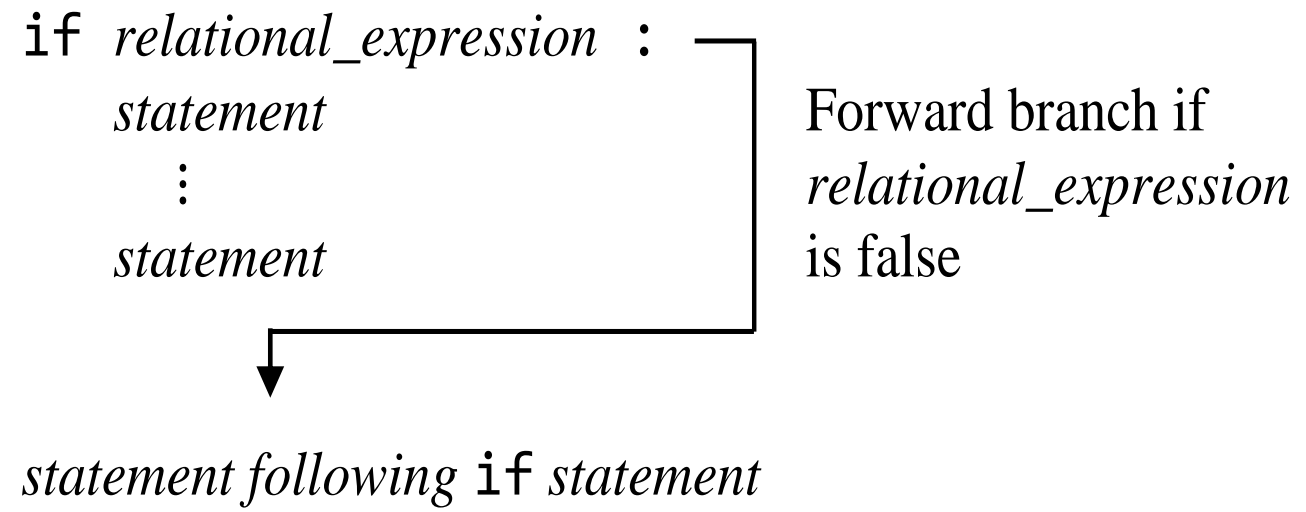 if relational_expression :
statement
⋮
statement
Forward branch if
relational_expression
is false
statement following if statement